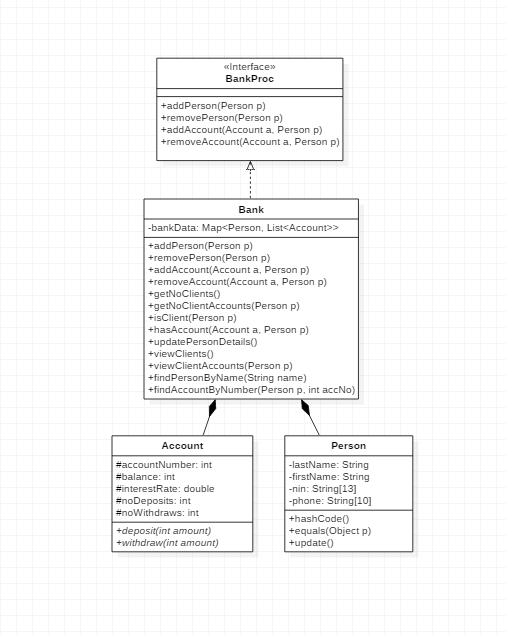 «Interface»
BankProc
+addPerson(Person p)
+removePerson(Person p)
+addAccount(Account a, Person p)
+removeAccount(Account a, Person p)
Bank
-bankData: Map<Person, List<Account>>
+addPerson(Person p)
+removePerson(Person p)
+addAccount(Account a, Person p)
+removeAccount(Account a, Person p)
+getNoClients()
+getNoClientAccounts(Person p)
+isClient(Person p)
+hasAccount(Account a, Person p)
+updatePersonDetails()
+viewClients()
+viewClientAccounts(Person p)
+findPersonByName(String name)
+findAccountByNumber(Person p, int accNo)
Account
#accountNumber: int
#balance: int
#interestRate: double
#noDeposits: int
#noWithdraws: int
+deposit(int amount)
+withdraw(int amount)
Person
-lastName: String
-firstName: String
-nin: String[13]
-phone: String[10]
+hashCode()
+equals(Object p)
+update()